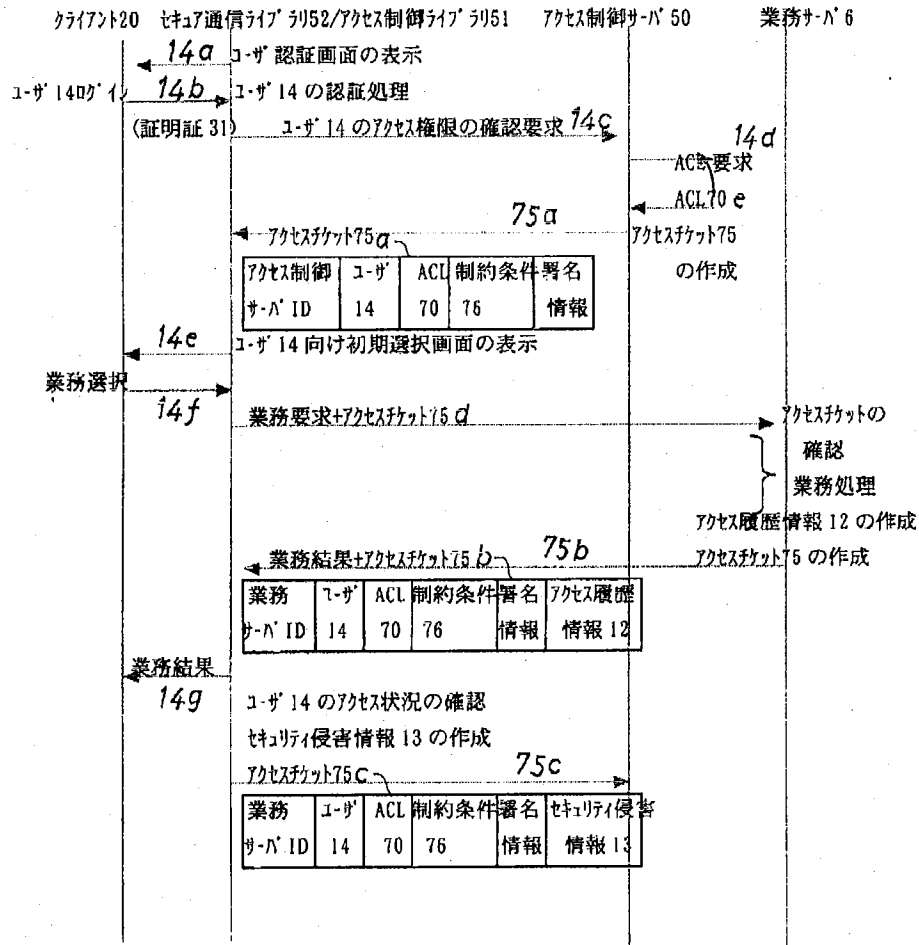 クライアント20 セキュア通信ライブラリ52/アクセス制御ライブラリ51 アクセス制御サーバ50 業務サーバ6
14a ユーザ認証画面の表示
ユーザ14ログイン 14b ユーザ14の認証処理
(証明証31) ユーザ14のアクセス権限の確認要求 14c
14d
ACL要求
ACL70 e
75a
アクセスチケット75a
アクセスチケット75
の作成
アクセス制御 ユーザ ACL 制約条件 署名
サーバID 14 70 76 情報
14e ユーザ14向け初期選択画面の表示
業務選択
14f 業務要求+アクセスチケット75d アクセスチケットの
確認
業務処理
アクセス履歴情報12の作成
業務結果+アクセスチケット75b 75b アクセスチケット75の作成
業務 ユーザ ACL 制約条件 署名 アクセス履歴
サーバID 14 70 76 情報 情報12
業務結果
14g ユーザ14のアクセス状況の確認
セキュリティ侵害情報13の作成
アクセスチケット75c 75c
業務 ユーザ ACL 制約条件 署名 セキュリティ侵害
サーバID 14 70 76 情報 情報13